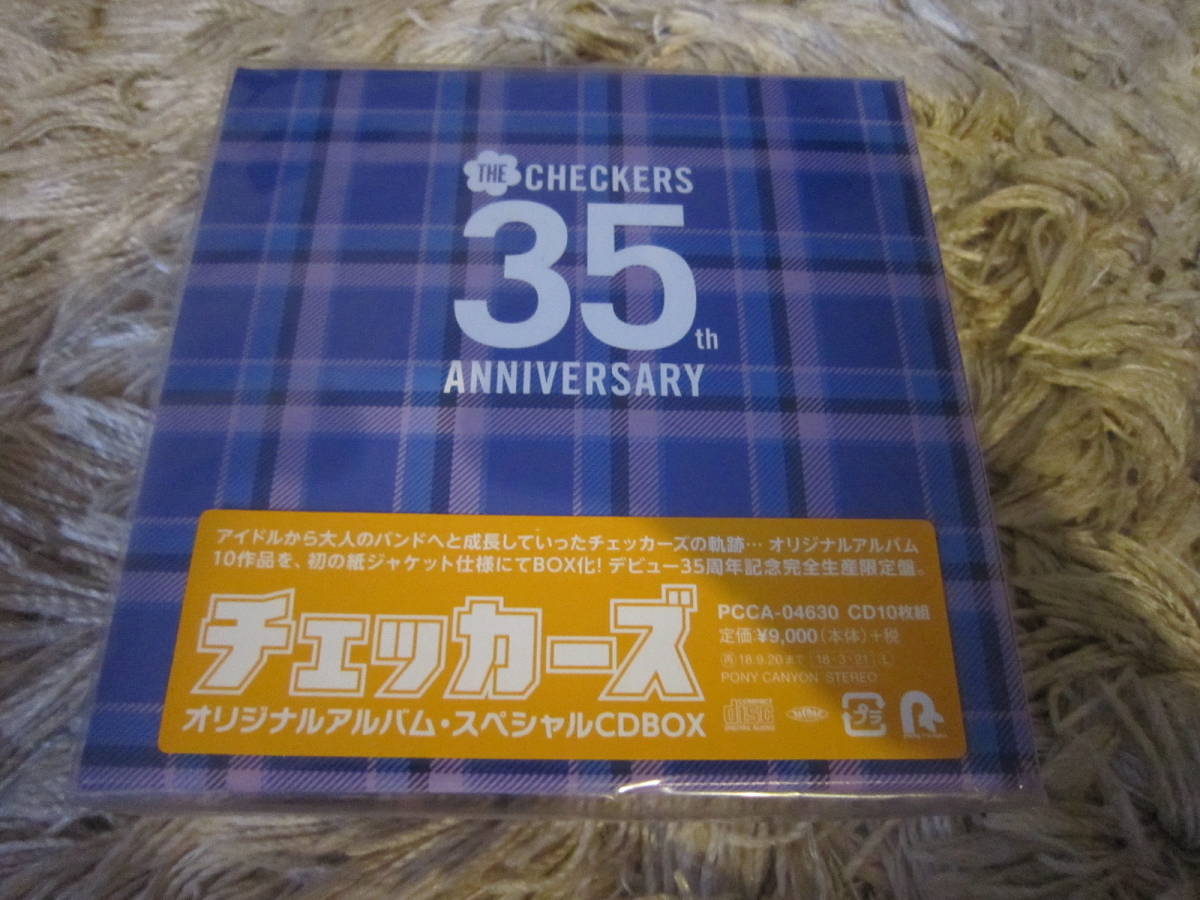 THE CHECKERS
35th
ANNIVERSARY
アイドルから大人のバンドへと成長していったチェッカーズの軌跡… オリジナルアルバム
10作品を、初の紙ジャケット仕様にてBOX化! デビュー35周年記念完全生産限定盤。
チェッカーズ
オリジナルアルバム・スペシャルCDBOX
PCCA-04630 CD10枚組
定価:¥9,000(本体)+税
再 18.9.20まで 18・3・21 L
PONY CANYON STEREO
disc
プラ